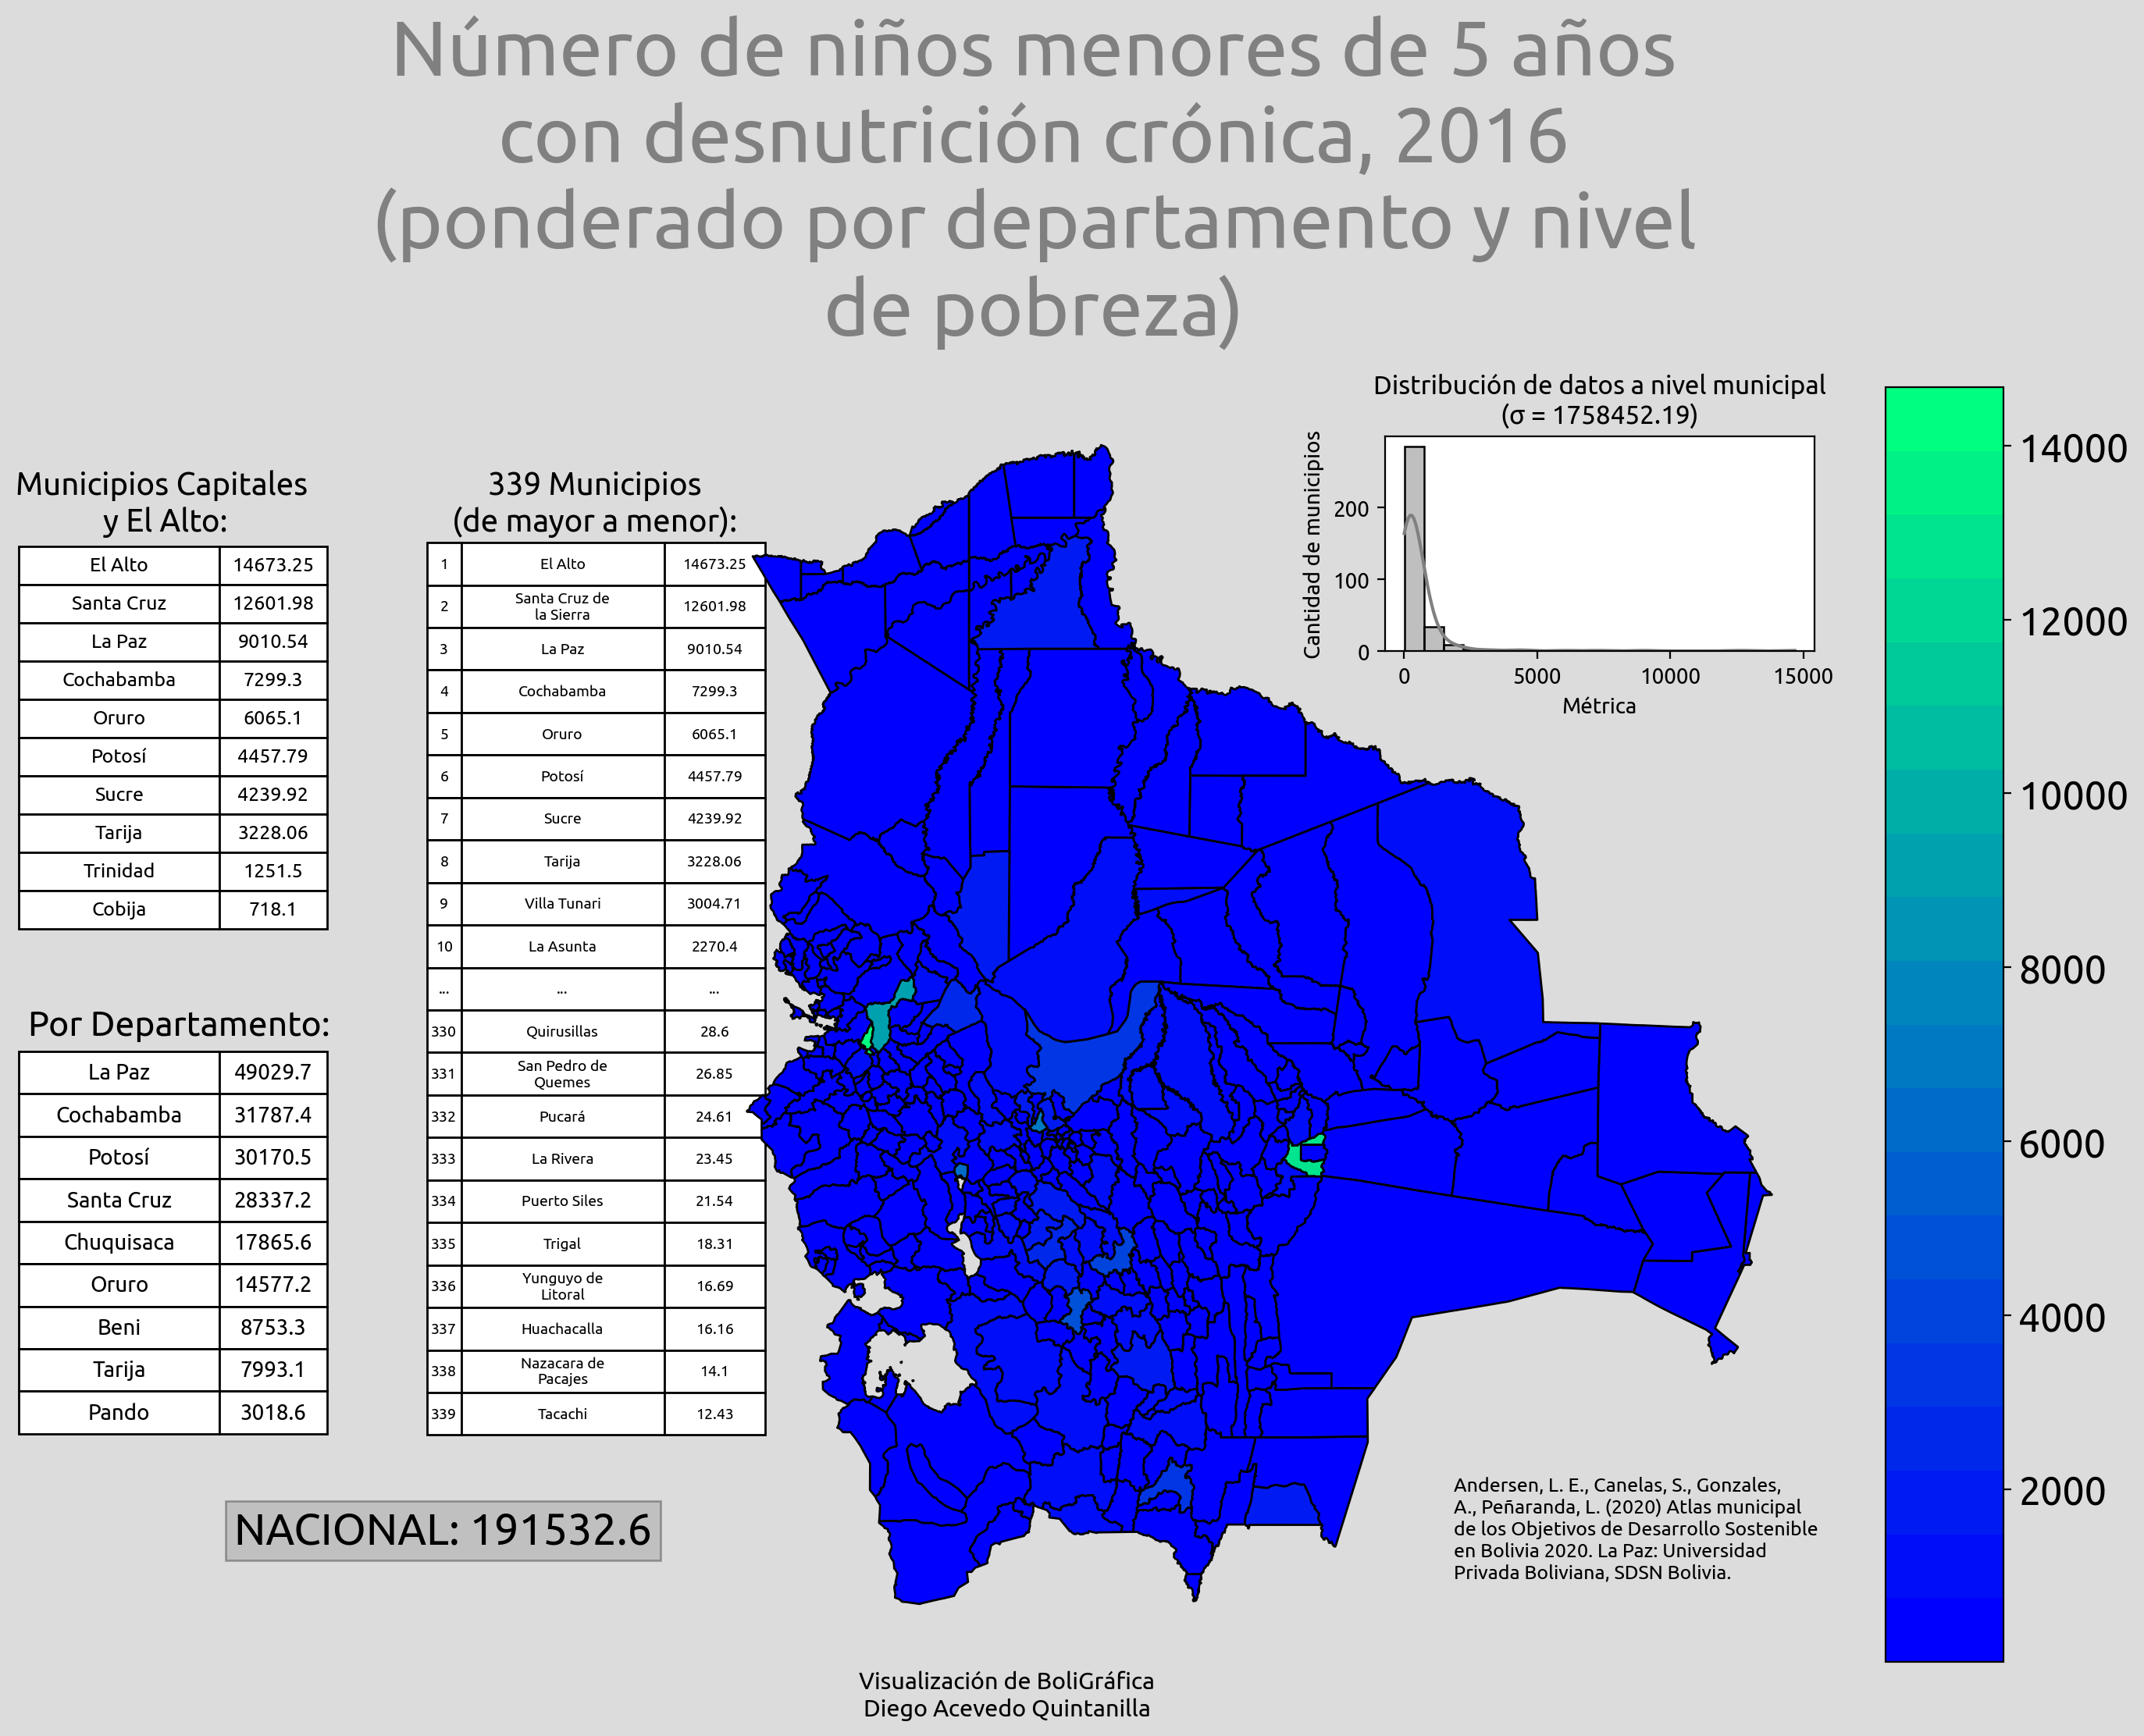 Número de niños menores de 5 años
con desnutrición crónica, 2016
(ponderado por departamento y nivel
de pobreza)
Municipios Capitales
y El Alto:
El Alto 14673.25
Santa Cruz 12601.98
La Paz 9010.54
Cochabamba 7299.3
Oruro 6065.1
Potosí 4457.79
Sucre 4239.92
Tarija 3228.06
Trinidad 1251.5
Cobija 718.1
Por Departamento:
La Paz 49029.7
Cochabamba 31787.4
Potosí 30170.5
Santa Cruz 28337.2
Chuquisaca 17865.6
Oruro 14577.2
Beni 8753.3
Tarija 7993.1
Pando 3018.6
NACIONAL: 191532.6
339 Municipios
(de mayor a menor):
1 El Alto 14673.25
2 Santa Cruz de
la Sierra 12601.98
3 La Paz 9010.54
4 Cochabamba 7299.3
5 Oruro 6065.1
6 Potosí 4457.79
7 Sucre 4239.92
8 Tarija 3228.06
9 Villa Tunari 3004.71
10 La Asunta 2270.4
... ... ...
330 Quirusillas 28.6
331 San Pedro de
Quemes 26.85
332 Pucará 24.61
333 La Rivera 23.45
334 Puerto Siles 21.54
335 Trigal 18.31
336 Yunguyo de
Litoral 16.69
337 Huachacalla 16.16
338 Nazacara de
Pacajes 14.1
339 Tacachi 12.43
Distribución de datos a nivel municipal
(σ = 1758452.19)
Cantidad de municipios
200
100
0
0 5000 10000 15000
Métrica
14000
12000
10000
8000
6000
4000
2000
Andersen, L. E., Canelas, S., Gonzales,
A., Peñaranda, L. (2020) Atlas municipal
de los Objetivos de Desarrollo Sostenible
en Bolivia 2020. La Paz: Universidad
Privada Boliviana, SDSN Bolivia.
Visualización de BoliGráfica
Diego Acevedo Quintanilla